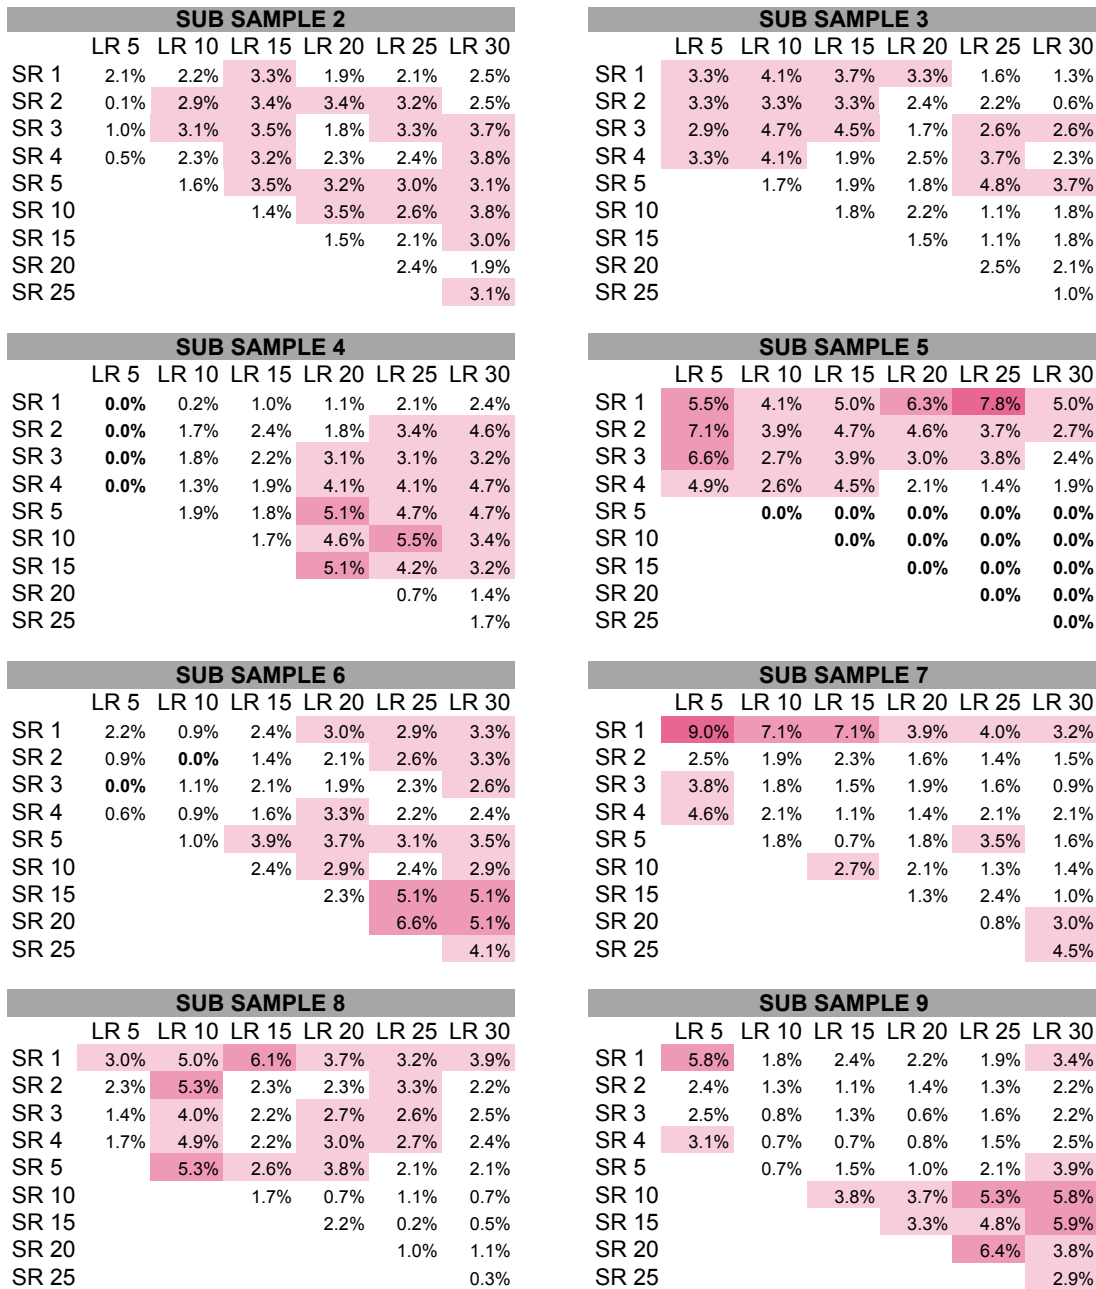 SUB SAMPLE 2
LR 5 LR 10 LR 15 LR 20 LR 25 LR 30
SR 1 2.1% 2.2% 3.3% 1.9% 2.1% 2.5%
SR 2 0.1% 2.9% 3.4% 3.4% 3.2% 2.5%
SR 3 1.0% 3.1% 3.5% 1.8% 3.3% 3.7%
SR 4 0.5% 2.3% 3.2% 2.3% 2.4% 3.8%
SR 5 1.6% 3.5% 3.2% 3.0% 3.1%
SR 10 1.4% 3.5% 2.6% 3.8%
SR 15 1.5% 2.1% 3.0%
SR 20 2.4% 1.9%
SR 25 3.1%
SUB SAMPLE 3
LR 5 LR 10 LR 15 LR 20 LR 25 LR 30
SR 1 3.3% 4.1% 3.7% 3.3% 1.6% 1.3%
SR 2 3.3% 3.3% 3.3% 2.4% 2.2% 0.6%
SR 3 2.9% 4.7% 4.5% 1.7% 2.6% 2.6%
SR 4 3.3% 4.1% 1.9% 2.5% 3.7% 2.3%
SR 5 1.7% 1.9% 1.8% 4.8% 3.7%
SR 10 1.8% 2.2% 1.1% 1.8%
SR 15 1.5% 1.1% 1.8%
SR 20 2.5% 2.1%
SR 25 1.0%
SUB SAMPLE 4
LR 5 LR 10 LR 15 LR 20 LR 25 LR 30
SR 1 0.0% 0.2% 1.0% 1.1% 2.1% 2.4%
SR 2 0.0% 1.7% 2.4% 1.8% 3.4% 4.6%
SR 3 0.0% 1.8% 2.2% 3.1% 3.1% 3.2%
SR 4 0.0% 1.3% 1.9% 4.1% 4.1% 4.7%
SR 5 1.9% 1.8% 5.1% 4.7% 4.7%
SR 10 1.7% 4.6% 5.5% 3.4%
SR 15 5.1% 4.2% 3.2%
SR 20 0.7% 1.4%
SR 25 1.7%
SUB SAMPLE 5
LR 5 LR 10 LR 15 LR 20 LR 25 LR 30
SR 1 5.5% 4.1% 5.0% 6.3% 7.8% 5.0%
SR 2 7.1% 3.9% 4.7% 4.6% 3.7% 2.7%
SR 3 6.6% 2.7% 3.9% 3.0% 3.8% 2.4%
SR 4 4.9% 2.6% 4.5% 2.1% 1.4% 1.9%
SR 5 0.0% 0.0% 0.0% 0.0% 0.0%
SR 10 0.0% 0.0% 0.0% 0.0%
SR 15 0.0% 0.0% 0.0%
SR 20 0.0% 0.0%
SR 25 0.0%
SUB SAMPLE 6
LR 5 LR 10 LR 15 LR 20 LR 25 LR 30
SR 1 2.2% 0.9% 2.4% 3.0% 2.9% 3.3%
SR 2 0.9% 0.0% 1.4% 2.1% 2.6% 3.3%
SR 3 0.0% 1.1% 2.1% 1.9% 2.3% 2.6%
SR 4 0.6% 0.9% 1.6% 3.3% 2.2% 2.4%
SR 5 1.0% 3.9% 3.7% 3.1% 3.5%
SR 10 2.4% 2.9% 2.4% 2.9%
SR 15 2.3% 5.1% 5.1%
SR 20 6.6% 5.1%
SR 25 4.1%
SUB SAMPLE 7
LR 5 LR 10 LR 15 LR 20 LR 25 LR 30
SR 1 9.0% 7.1% 7.1% 3.9% 4.0% 3.2%
SR 2 2.5% 1.9% 2.3% 1.6% 1.4% 1.5%
SR 3 3.8% 1.8% 1.5% 1.9% 1.6% 0.9%
SR 4 4.6% 2.1% 1.1% 1.4% 2.1% 2.1%
SR 5 1.8% 0.7% 1.8% 3.5% 1.6%
SR 10 2.7% 2.1% 1.3% 1.4%
SR 15 1.3% 2.4% 1.0%
SR 20 0.8% 3.0%
SR 25 4.5%
SUB SAMPLE 8
LR 5 LR 10 LR 15 LR 20 LR 25 LR 30
SR 1 3.0% 5.0% 6.1% 3.7% 3.2% 3.9%
SR 2 2.3% 5.3% 2.3% 2.3% 3.3% 2.2%
SR 3 1.4% 4.0% 2.2% 2.7% 2.6% 2.5%
SR 4 1.7% 4.9% 2.2% 3.0% 2.7% 2.4%
SR 5 5.3% 2.6% 3.8% 2.1% 2.1%
SR 10 1.7% 0.7% 1.1% 0.7%
SR 15 2.2% 0.2% 0.5%
SR 20 1.0% 1.1%
SR 25 0.3%
SUB SAMPLE 9
LR 5 LR 10 LR 15 LR 20 LR 25 LR 30
SR 1 5.8% 1.8% 2.4% 2.2% 1.9% 3.4%
SR 2 2.4% 1.3% 1.1% 1.4% 1.3% 2.2%
SR 3 2.5% 0.8% 1.3% 0.6% 1.6% 2.2%
SR 4 3.1% 0.7% 0.7% 0.8% 1.5% 2.5%
SR 5 0.7% 1.5% 1.0% 2.1% 3.9%
SR 10 3.8% 3.7% 5.3% 5.8%
SR 15 3.3% 4.8% 5.9%
SR 20 6.4% 3.8%
SR 25 2.9%